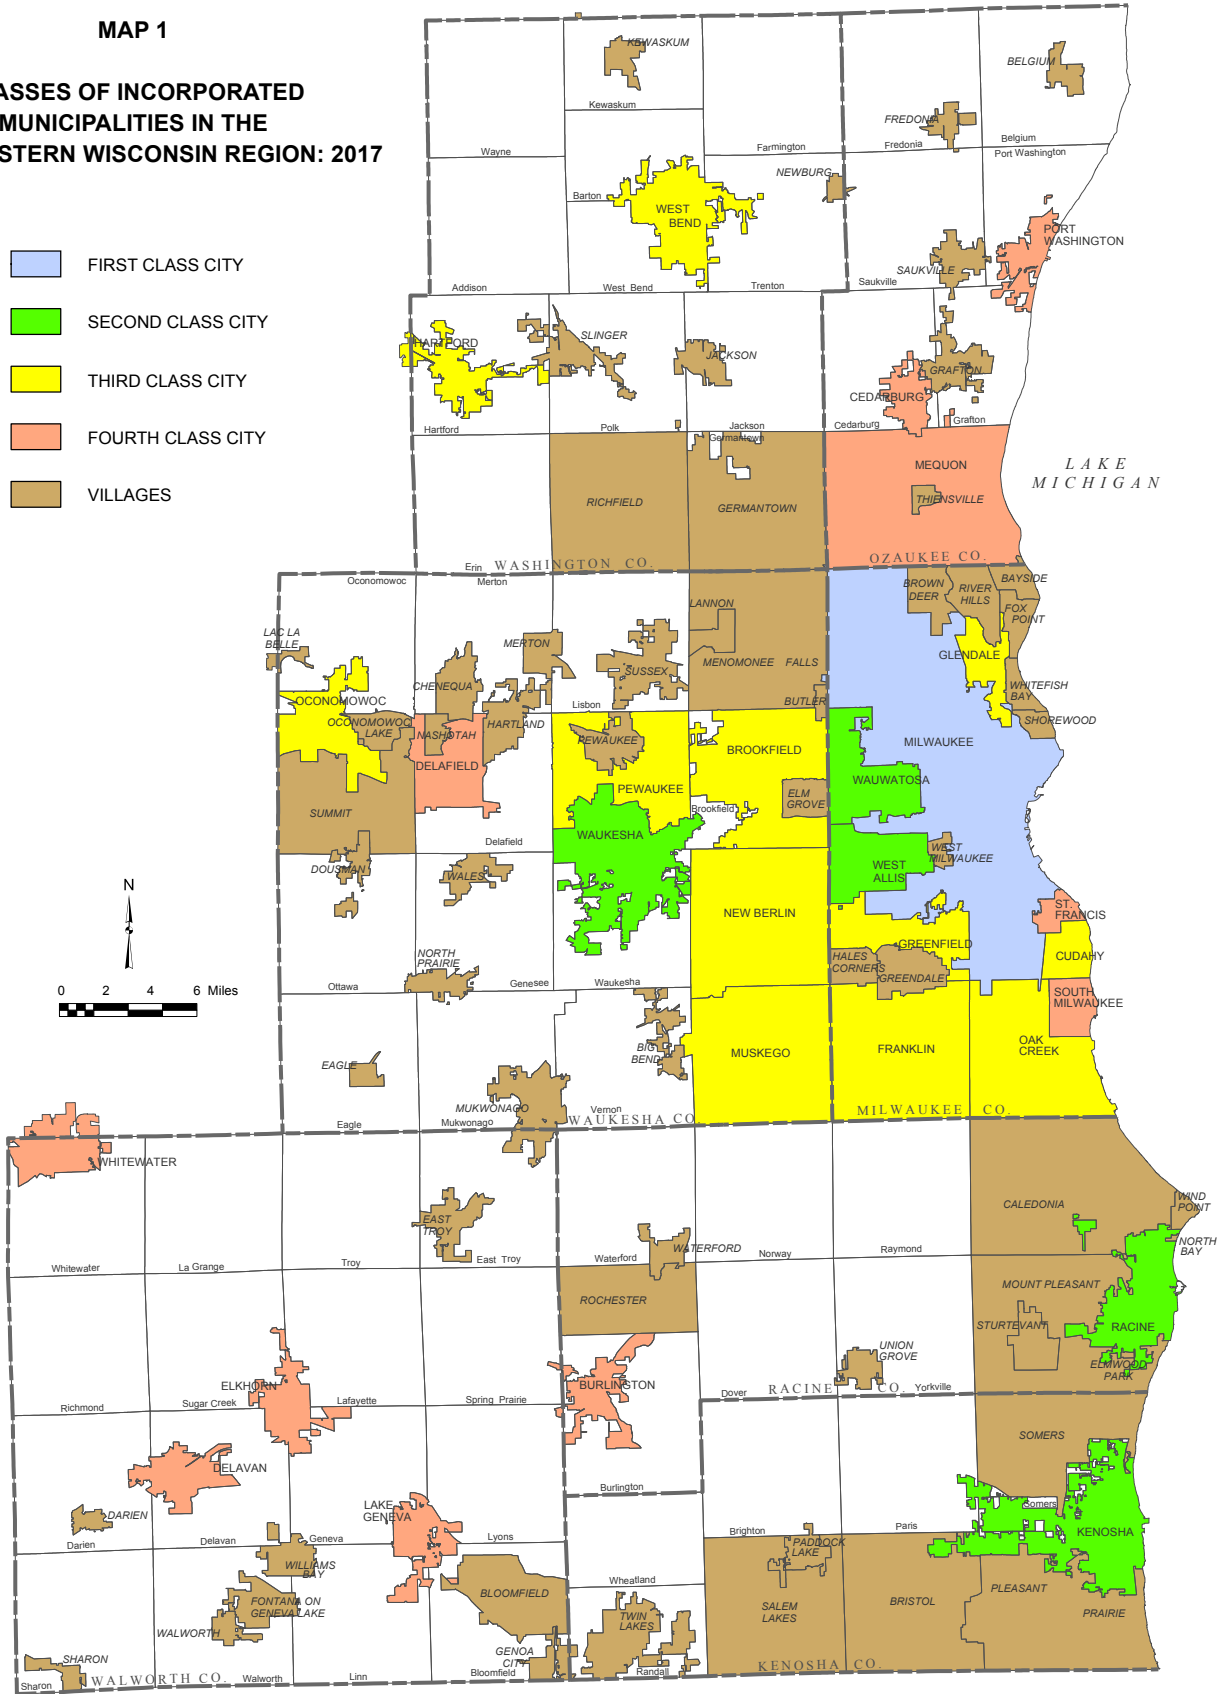 MAP 1
ASSES OF INCORPORATED
MUNICIPALITIES IN THE
STERN WISCONSIN REGION: 2017
FIRST CLASS CITY
SECOND CLASS CITY
THIRD CLASS CITY
FOURTH CLASS CITY
VILLAGES
KEWASKUM
BELGIUM
Kewaskum
FREDONIA
Wayne
Farmington
Fredonia
Belgium
Port Washington
NEWBURG
Barton
WEST
BEND
PORT
WASHINGTON
SAUKVILLE
Addison
West Bend
Trenton
Saukville
HARTFORD
SLINGER
JACKSON
GRAFTON
CEDARBURG
Hartford
Polk
Jackson
Germantown
Cedarburg
Grafton
MEQUON
LAKE
MICHIGAN
RICHFIELD
GERMANTOWN
THIENSVILLE
Erin
WASHINGTON CO.
OZAUKEE CO.
Oconomowoc
Merton
BROWN
DEER
RIVER
HILLS
BAYSIDE
FOX
POINT
LANNON
LAC LA
BELLE
MERTON
GLENDALE
MENOMONEE FALLS
CHENEQUA
SUSSEX
OCONOMOWOC
BUTLER
WHITEFISH
BAY
Lisbon
OCONOMOWOC
LAKE
NASHOTAH
HARTLAND
SHOREWOOD
PEWAUKEE
BROOKFIELD
MILWAUKEE
DELAFIELD
WAUWATOSA
PEWAUKEE
ELM
GROVE
Brookfield
SUMMIT
WAUKESHA
Delafield
WEST
MILWAUKEE
DOUSMAN
WALES
WEST
ALLIS
N
NEW BERLIN
ST.
FRANCIS
GREENFIELD
CUDAHY
NORTH
PRAIRIE
HALES
CORNERS
GREENDALE
0 2 4 6 Miles
Ottawa
Genesee
Waukesha
SOUTH
MILWAUKEE
BIG
BEND
MUSKEGO
FRANKLIN
OAK
CREEK
EAGLE
MUKWONAGO
Vernon
Eagle
Mukwonago
WAUKESHA CO
MILWAUKEE CO.
WHITEWATER
CALEDONIA
WIND
POINT
EAST
TROY
NORTH
BAY
WATERFORD
Whitewater
La Grange
Troy
East Troy
Waterford
Norway
Raymond
MOUNT PLEASANT
ROCHESTER
STURTEVANT
RACINE
UNION
GROVE
ELMWOOD
PARK
ELKHORN
BURLINGTON
RACINE CO.
Dover
Yorkville
Richmond
Sugar Creek
Lafayette
Spring Prairie
SOMERS
DELAVAN
Burlington
LAKE
GENEVA
Somers
DARIEN
KENOSHA
Darien
Delavan
Geneva
Lyons
Brighton
Paris
PADDOCK
LAKE
WILLIAMS
BAY
Wheatland
BLOOMFIELD
PLEASANT
PRAIRIE
FONTANA ON
GENEVA LAKE
TWIN
LAKES
SALEM
LAKES
BRISTOL
WALWORTH
GENOA
CITY
SHARON
KENOSHA CO.
Sharon
WALWORTH CO.
Walworth
Linn
Bloomfield
Randall